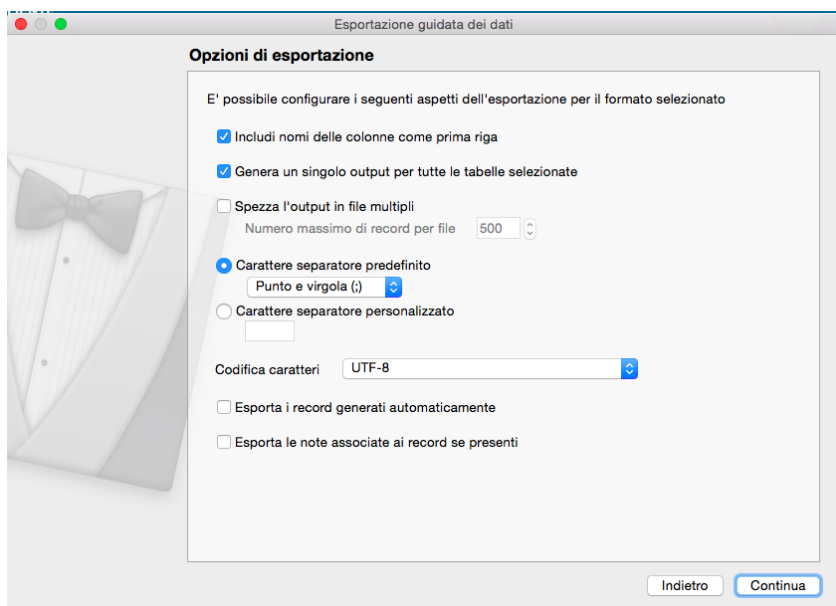 Esportazione guidata dei dati
Opzioni di esportazione
E' possibile configurare i seguenti aspetti dell'esportazione per il formato selezionato
Includi nomi delle colonne come prima riga
Genera un singolo output per tutte le tabelle selezionate
Spezza l'output in file multipli
Numero massimo di record per file 500
Carattere separatore predefinito
Punto e virgola (;)
Carattere separatore personalizzato
Codifica caratteri UTF-8
Esporta i record generati automaticamente
Esporta le note associate ai record se presenti
Indietro Continua